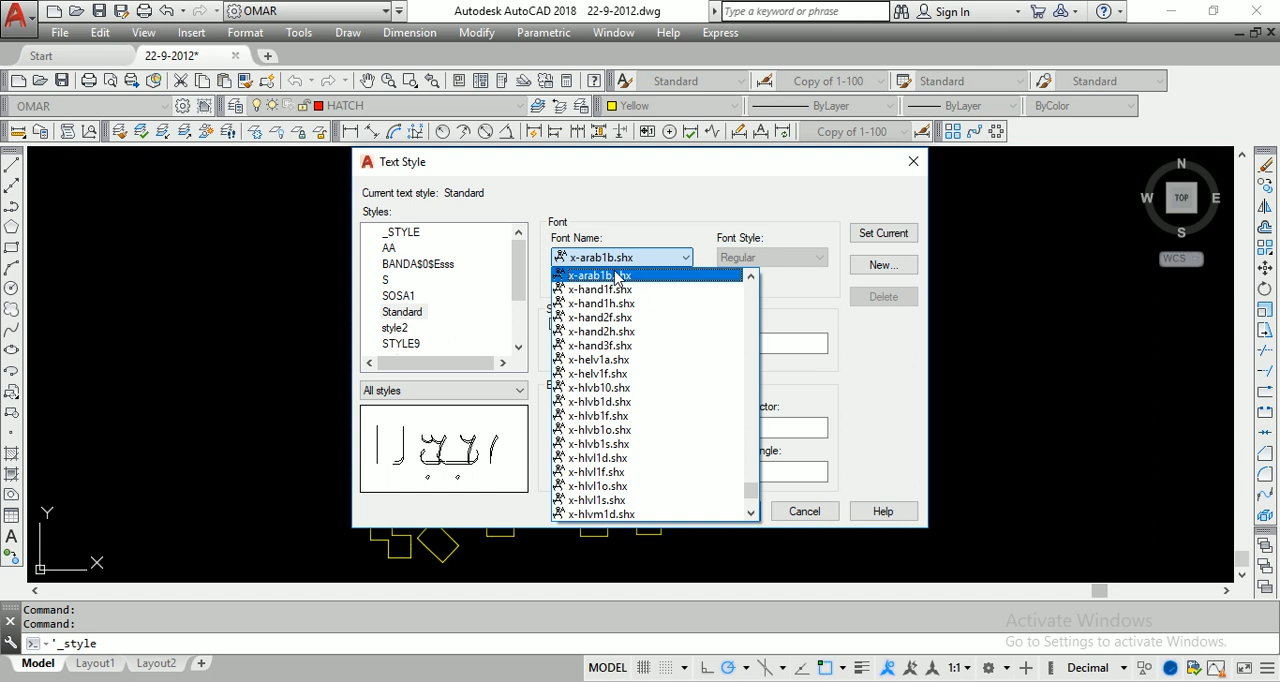 OMAR
Autodesk AutoCAD 2018 22-9-2012.dwg
Type a keyword or phrase
Sign In
File Edit View Insert Format Tools Draw Dimension Modify Parametric Window Help Express
Start
22-9-2012*
Standard
Copy of 1-100
Standard
Standard
OMAR
HATCH
Yellow
ByLayer
ByLayer
ByColor
Copy of 1-100
Text Style
Current text style: Standard
Styles:
_STYLE
AA
BANDA$0$Esss
S
SOSA1
Standard
style2
STYLE9
All styles
Font
Font Name:
x-arab1b.shx
Font Style:
Regular
Set Current
New...
Delete
x-arab1b.shx
x-hand1f.shx
x-hand1h.shx
x-hand2f.shx
x-hand2h.shx
x-hand3f.shx
x-helv1a.shx
x-helv1f.shx
x-hlvb10.shx
x-hlvb1d.shx
x-hlvb1f.shx
x-hlvb1o.shx
x-hlvb1s.shx
x-hlvl1d.shx
x-hlvl1f.shx
x-hlvl1o.shx
x-hlvl1s.shx
x-hlvm1d.shx
ctor:
ngle:
Cancel
Help
N
W TOP E
S
WCS
Y
X
Command:
Command:
'_style
Activate Windows
Go to Settings to activate Windows.
Model Layout1 Layout2
MODEL
1:1
Decimal